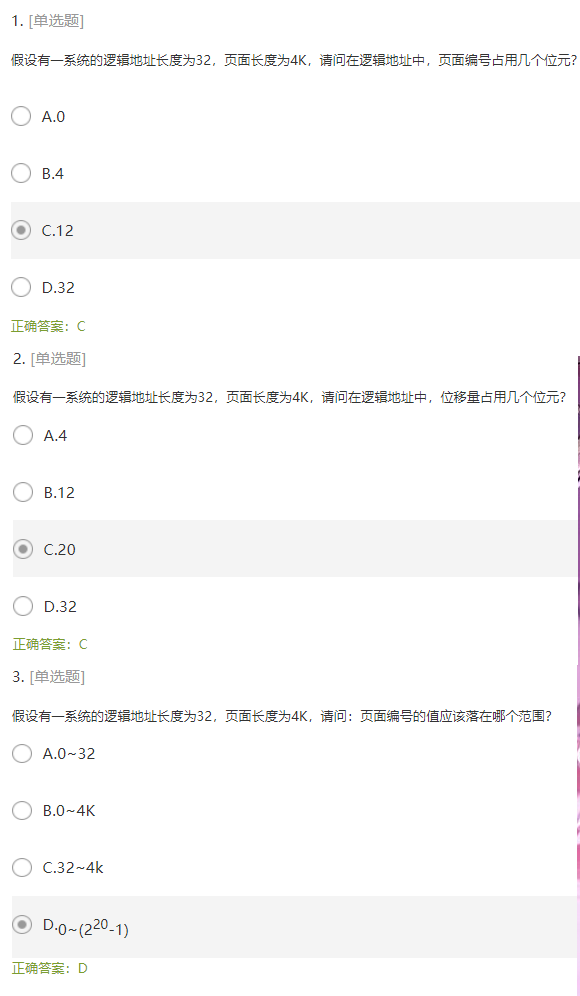 1. [单选题]
假设有一系统的逻辑地址长度为32，页面长度为4K，请问在逻辑地址中，页面编号占用几个位元?
A.0
B.4
C.12
D.32
正确答案：C
2. [单选题]
假设有一系统的逻辑地址长度为32，页面长度为4K，请问在逻辑地址中，位移量占用几个位元?
A.4
B.12
C.20
D.32
正确答案：C
3. [单选题]
假设有一系统的逻辑地址长度为32，页面长度为4K，请问：页面编号的值应该落在哪个范围?
A.0~32
B.0~4K
C.32~4k
D.0~(2²⁰-1)
正确答案：D